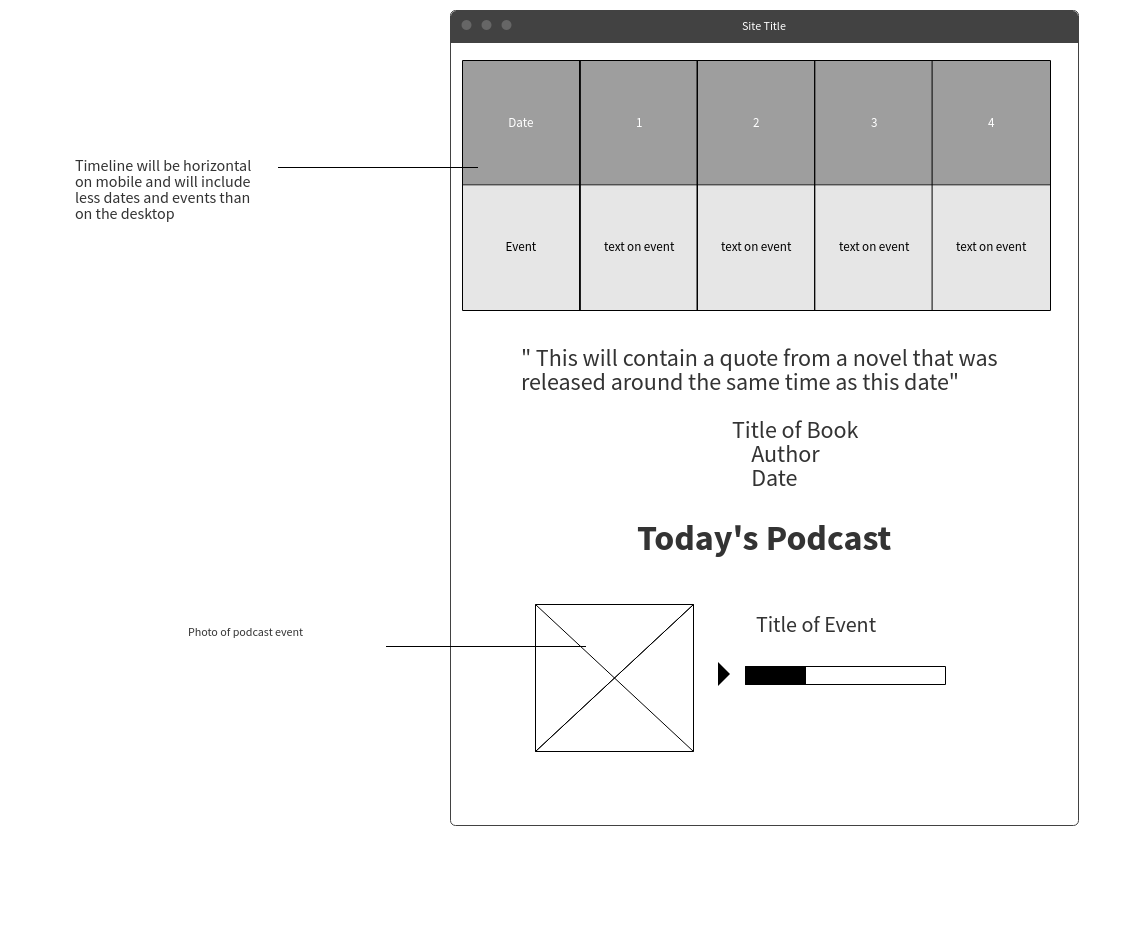 Site Title
Date 1 2 3 4
Timeline will be horizontal
on mobile and will include
less dates and events than
on the desktop
Event text on event text on event text on event text on event
" This will contain a quote from a novel that was
released around the same time as this date"
Title of Book
Author
Date
Today's Podcast
Title of Event
Photo of podcast event